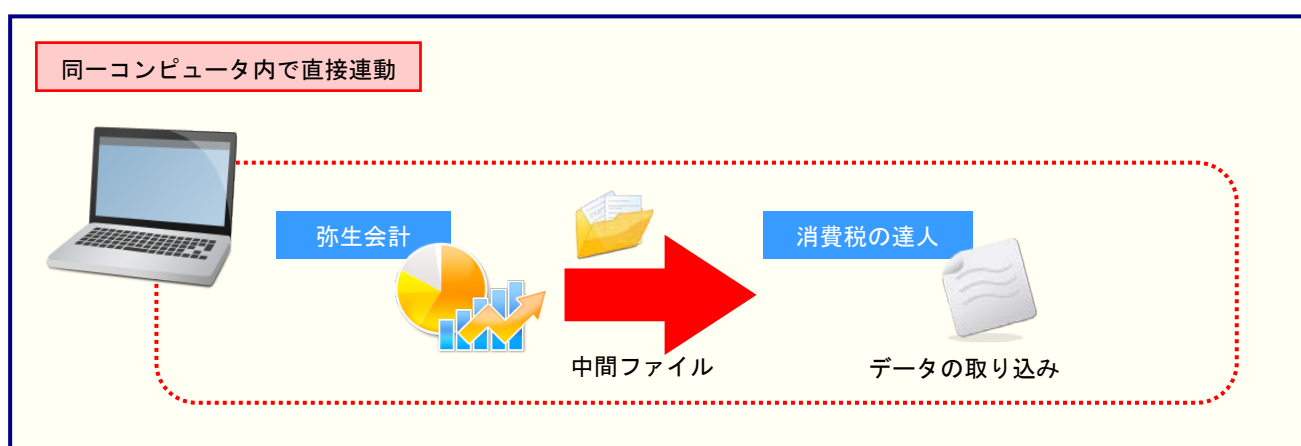 同一コンピュータ内で直接連動
弥生会計
消費税の達人
中間ファイル
データの取り込み